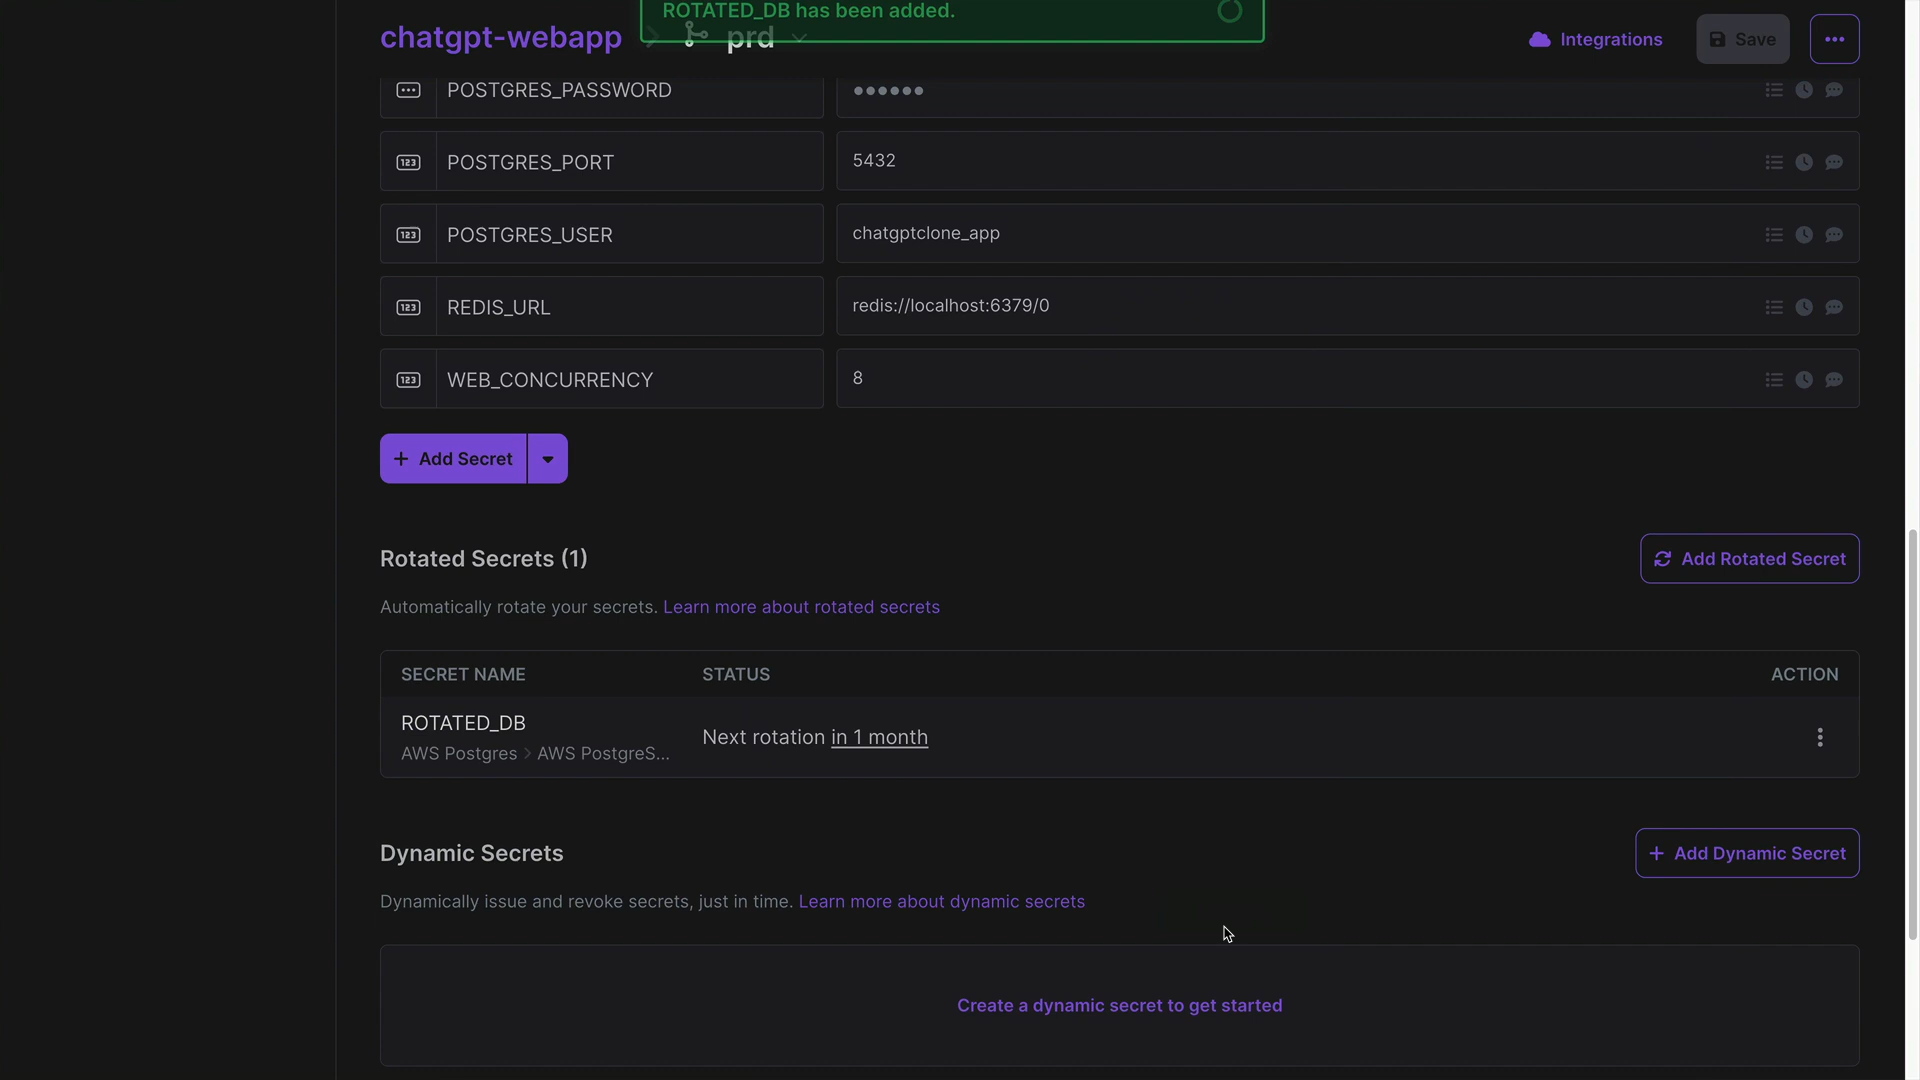 ROTATED_DB has been added.
chatgpt-webapp
prd
Integrations
Save
POSTGRES_PASSWORD
POSTGRES_PORT
5432
POSTGRES_USER
chatgptclone_app
REDIS_URL
redis://localhost:6379/0
WEB_CONCURRENCY
8
Add Secret
Rotated Secrets (1)
Add Rotated Secret
Automatically rotate your secrets. Learn more about rotated secrets
SECRET NAME STATUS ACTION
ROTATED_DB
Next rotation in 1 month
AWS Postgres > AWS PostgreS...
Dynamic Secrets
Add Dynamic Secret
Dynamically issue and revoke secrets, just in time. Learn more about dynamic secrets
Create a dynamic secret to get started